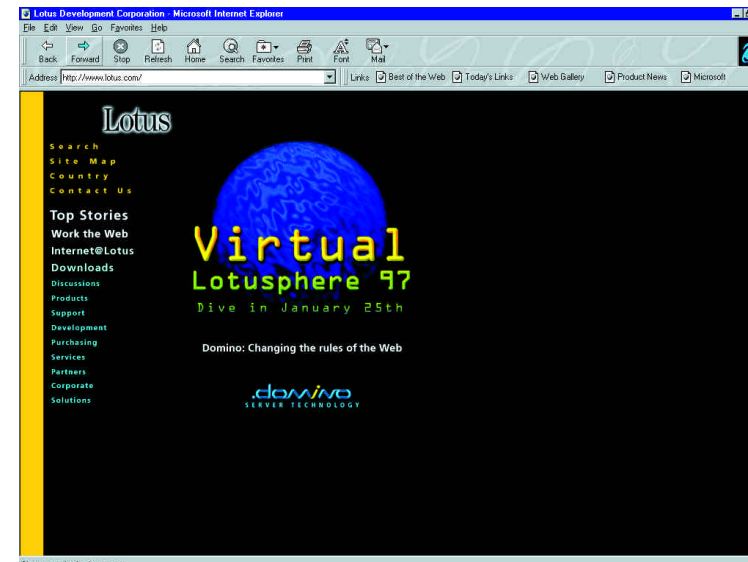 Lotus Development Corporation - Microsoft Internet Explorer
File Edit View Go Favorites Help
Back Forward Stop Refresh Home Search Favorites Print Font Mail
Address http://www.lotus.com/ Links Best of the Web Today's Links Web Gallery Product News Microsoft
Lotus
Search
Site Map
Country
Contact Us
Top Stories
Work the Web
Internet@Lotus
Downloads
Discussions
Products
Support
Development
Purchasing
Services
Partners
Corporate
Solutions
Virtual
Lotusphere 97
Dive in January 25th
Domino: Changing the rules of the Web
.domino
SERVER TECHNOLOGY